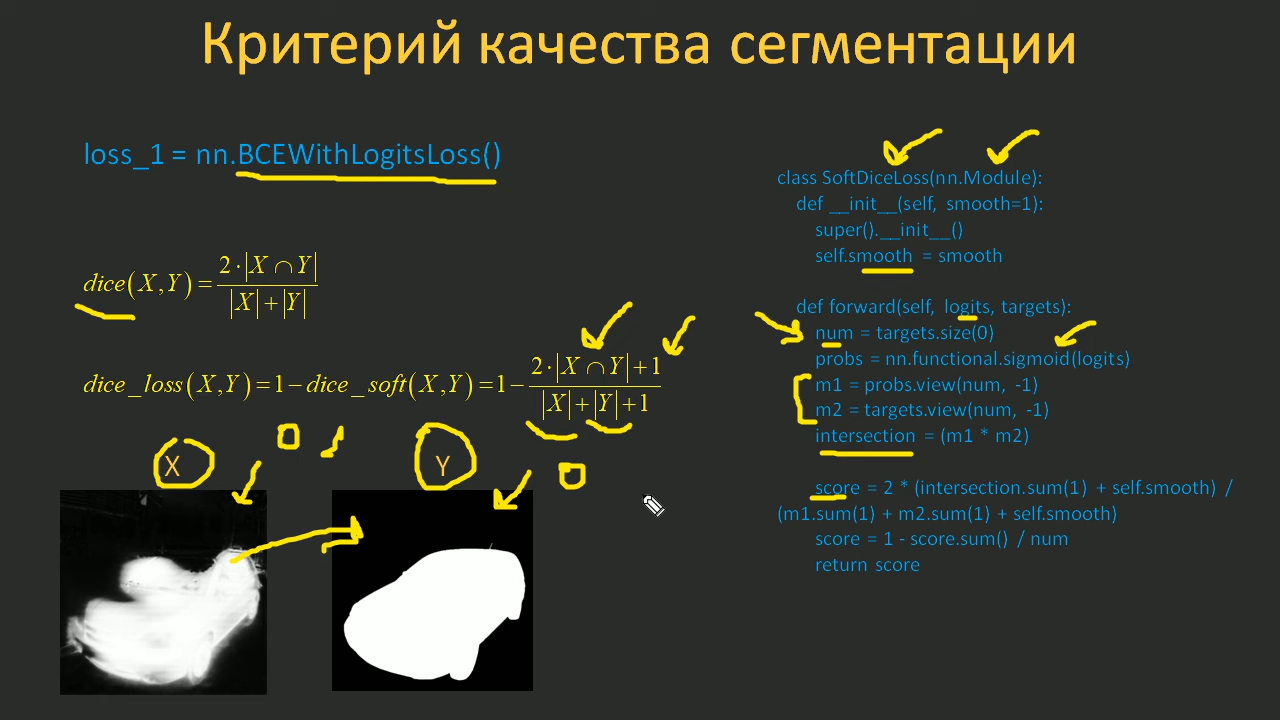 Критерий качества сегментации
loss_1 = nn.BCEWithLogitsLoss()
dice(X,Y) = 2·|X ∩ Y| / |X|+|Y|
dice_loss(X,Y) = 1 − dice_soft(X,Y) = 1 − 2·|X ∩ Y|+1 / |X|+|Y|+1
0 1
X
Y
0
class SoftDiceLoss(nn.Module):
def __init__(self, smooth=1):
super().__init__()
self.smooth = smooth
def forward(self, logits, targets):
num = targets.size(0)
probs = nn.functional.sigmoid(logits)
m1 = probs.view(num, -1)
m2 = targets.view(num, -1)
intersection = (m1 * m2)
score = 2 * (intersection.sum(1) + self.smooth) /
(m1.sum(1) + m2.sum(1) + self.smooth)
score = 1 - score.sum() / num
return score